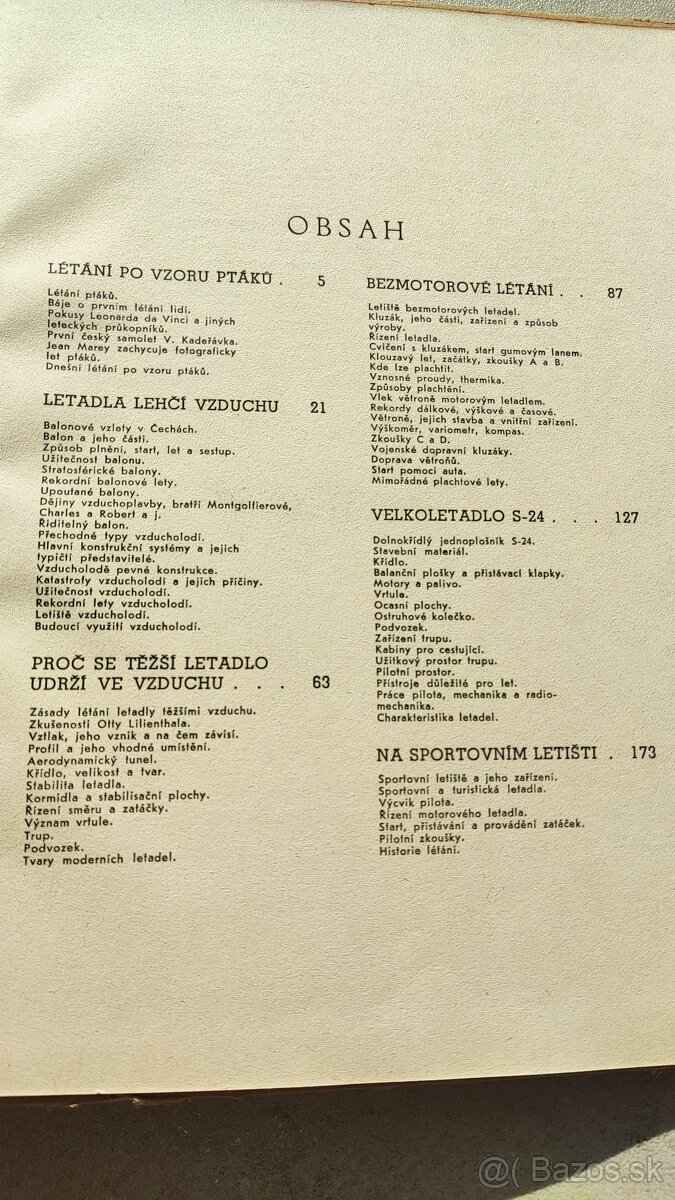 OBSAH
LÉTÁNÍ PO VZORU PTÁKŮ . 5
Létání ptáků.
Báje o prvním létání lidí.
Pokusy Leonarda da Vinci a jiných
leteckých průkopníků.
První český samolet V. Kadeřávka.
Jean Marey zachycuje fotograficky
let ptáků.
Dnešní létání po vzoru ptáků.
LETADLA LEHČÍ VZDUCHU 21
Balonové vzlety v Čechách.
Balon a jeho části.
Způsob plnění, start, let a sestup.
Užitečnost balonu.
Stratosférické balony.
Rekordní balonové lety.
Upoutané balony.
Dějiny vzduchoplavby, bratří Montgolfierové,
Charles a Robert a j.
Řiditelný balon.
Přechodné typy vzducholodí.
Hlavní konstrukční systémy a jejich
typičtí představitelé.
Vzducholodě pevné konstrukce.
Katastrofy vzducholodí a jejich příčiny.
Užitečnost vzducholodí.
Rekordní lety vzducholodí.
Letiště vzducholodí.
Budoucí využití vzducholodí.
PROČ SE TĚŽŠÍ LETADLO
UDRŽÍ VE VZDUCHU . . . 63
Zásady létání letadly těžšími vzduchu.
Zkušenosti Otty Lilienthala.
Vztlak, jeho vznik a na čem závisí.
Profil a jeho vhodné umístění.
Aerodynamický tunel.
Křídlo, velikost a tvar.
Stabilita letadla.
Kormidla a stabilisační plochy.
Řízení směru a zatáčky.
Význam vrtule.
Trup.
Podvozek.
Tvary moderních letadel.
BEZMOTOROVÉ LÉTÁNÍ . . 87
Letiště bezmotorových letadel.
Kluzák, jeho části, zařízení a způsob
výroby.
Řízení letadla.
Cvičení s kluzákem, start gumovým lanem.
Klouzavý let, začátky, zkoušky A a B.
Kde lze plachtit.
Vznosné proudy, thermika.
Způsoby plachtění.
Vlek větroně motorovým letadlem.
Rekordy dálkové, výškové a časové.
Větroně, jejich stavba a vnitřní zařízení.
Výškoměr, variometr, kompas.
Zkoušky C a D.
Vojenské dopravní kluzáky.
Doprava větroňů.
Start pomocí auta.
Mimořádné plachtové lety.
VELKOLETADLO S-24 . . . 127
Dolnokřídlý jednoplošník S-24.
Stavební materiál.
Křídlo.
Balanční plošky a přistávací klapky.
Motory a palivo.
Vrtule.
Ocasní plochy.
Ostruhové kolečko.
Podvozek.
Zařízení trupu.
Kabiny pro cestující.
Užitkový prostor trupu.
Pilotní prostor.
Přístroje důležité pro let.
Práce pilota, mechanika a radio-
mechanika.
Charakteristika letadel.
NA SPORTOVNÍM LETIŠTI . 173
Sportovní letiště a jeho zařízení.
Sportovní a turistická letadla.
Výcvik pilota.
Řízení motorového letadla.
Start, přistávání a provádění zatáček.
Pilotní zkoušky.
Historie létání.
@( Bazos.sk